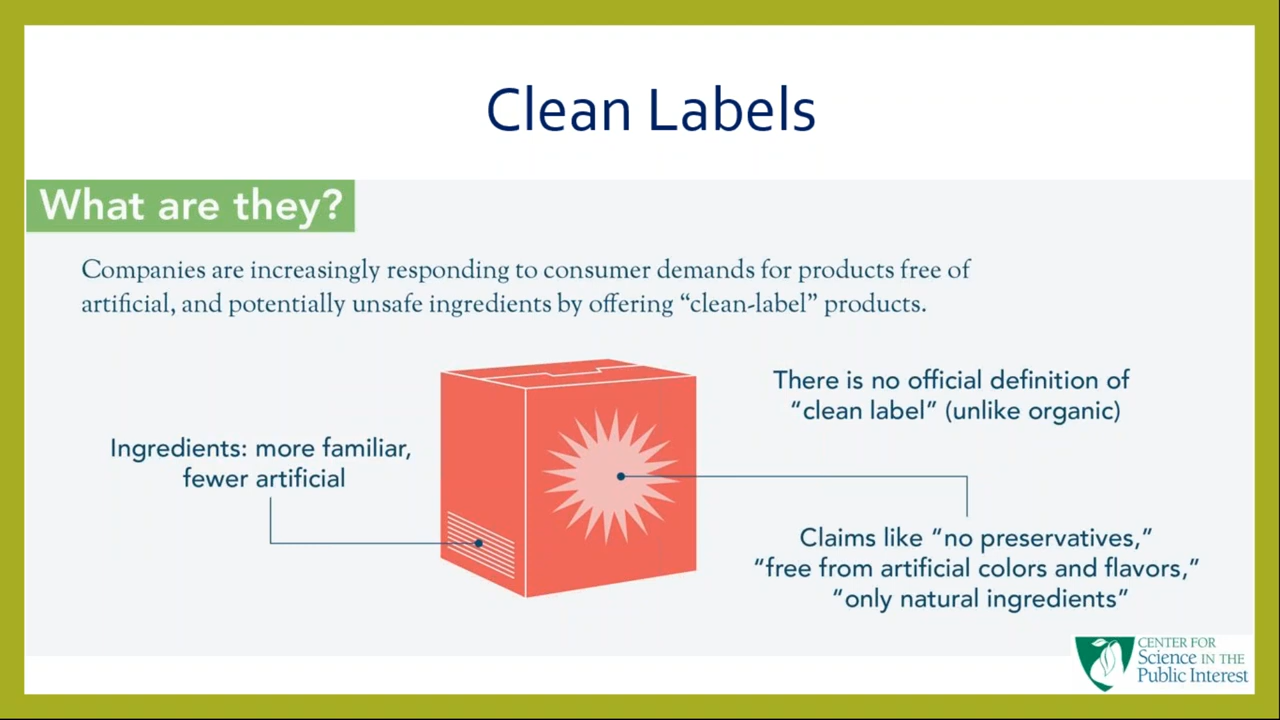 Clean Labels
What are they?
Companies are increasingly responding to consumer demands for products free of
artificial, and potentially unsafe ingredients by offering “clean-label” products.
There is no official definition of
“clean label” (unlike organic)
Ingredients: more familiar,
fewer artificial
Claims like “no preservatives,”
“free from artificial colors and flavors,”
“only natural ingredients”
CENTER FOR
Science IN THE
Public Interest